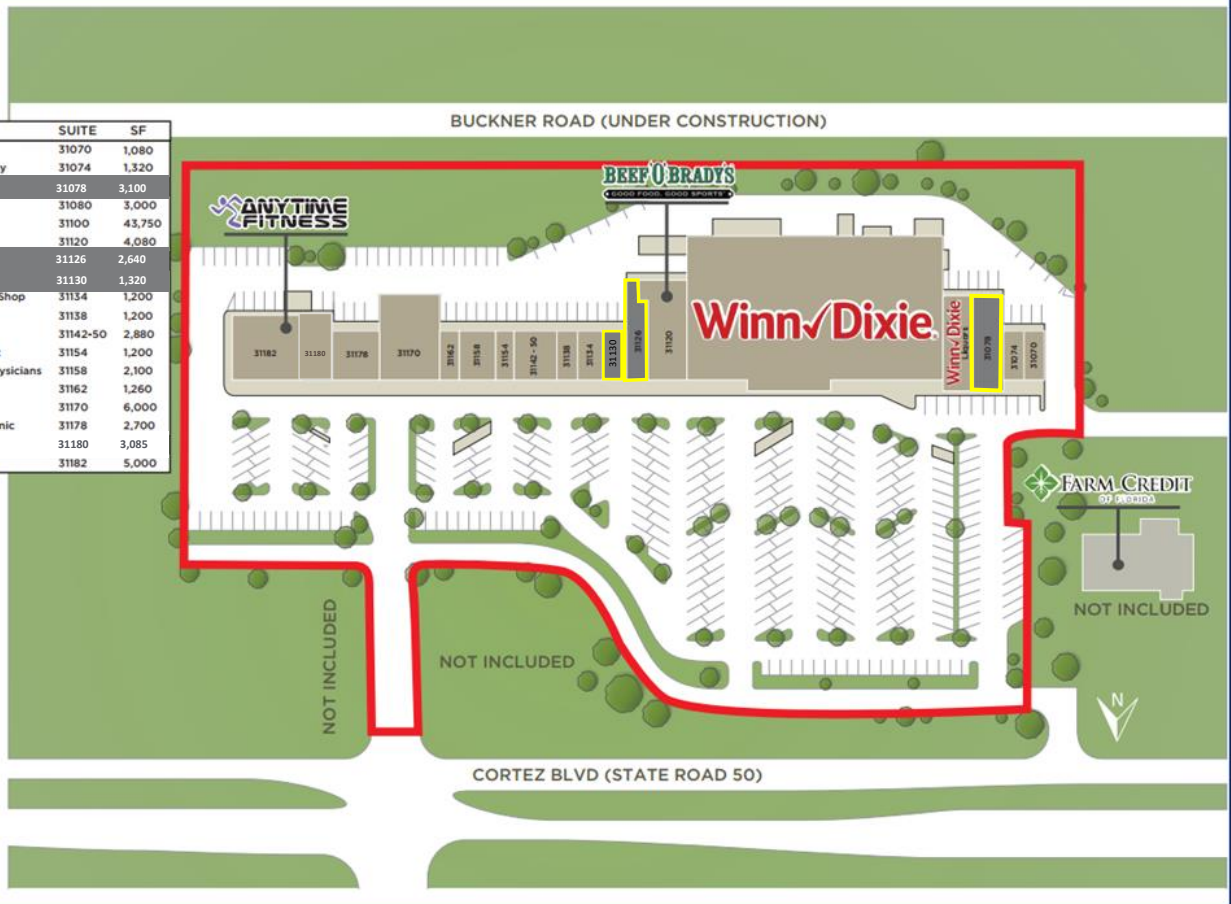 BUCKNER ROAD (UNDER CONSTRUCTION)
SUITE SF
31070 1,080
y 31074 1,320
31078 3,100
31080 3,000
31100 43,750
31120 4,080
31126 2,640
31130 1,320
Shop 31134 1,200
31138 1,200
31142-50 2,880
31154 1,200
ysicians 31158 2,100
31162 1,260
31170 6,000
nic 31178 2,700
31180 3,085
31182 5,000
ANYTIME
FITNESS
BEEF 'O' BRADY'S
GOOD FOOD. GOOD SPORTS
Winn✓Dixie
Winn✓Dixie
Liquors
31182
31180
31178
31170
31162
31158
31154
31142 - 50
31138
31134
31130
31126
31120
31078
31074
31070
FARM CREDIT
OF FLORIDA
NOT INCLUDED
NOT INCLUDED
NOT INCLUDED
N
CORTEZ BLVD (STATE ROAD 50)